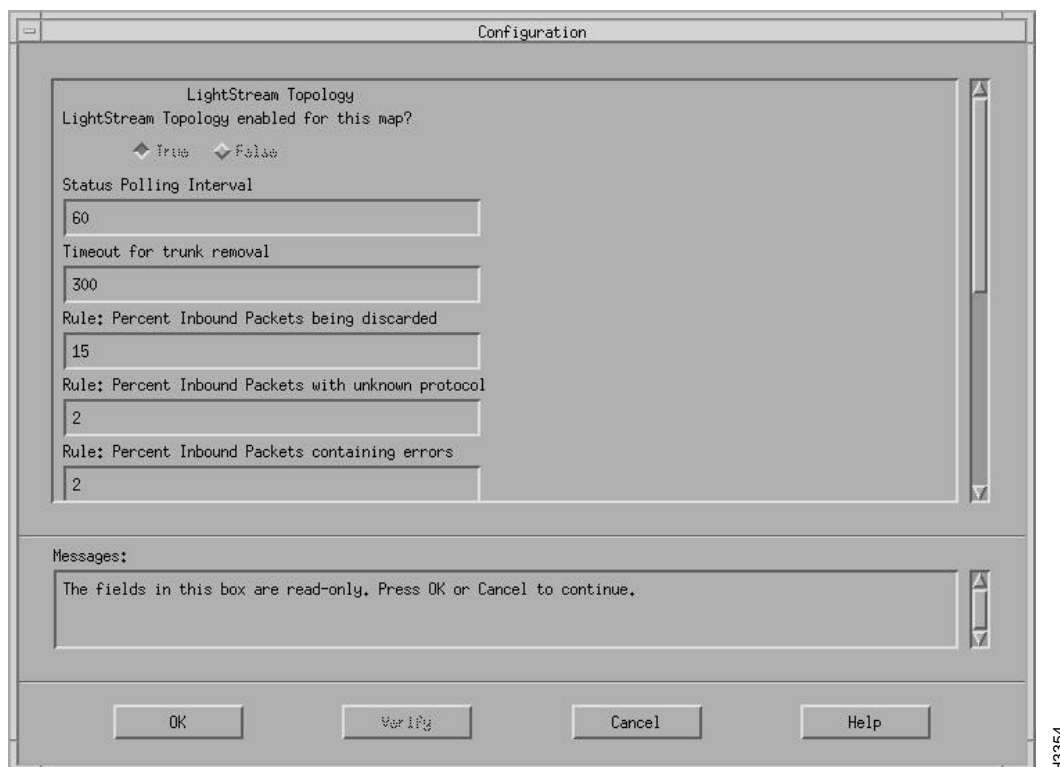 Configuration
LightStream Topology
LightStream Topology enabled for this map?
True False
Status Polling Interval
60
Timeout for trunk removal
300
Rule: Percent Inbound Packets being discarded
15
Rule: Percent Inbound Packets with unknown protocol
2
Rule: Percent Inbound Packets containing errors
2
Messages:
The fields in this box are read-only. Press OK or Cancel to continue.
OK Verify Cancel Help